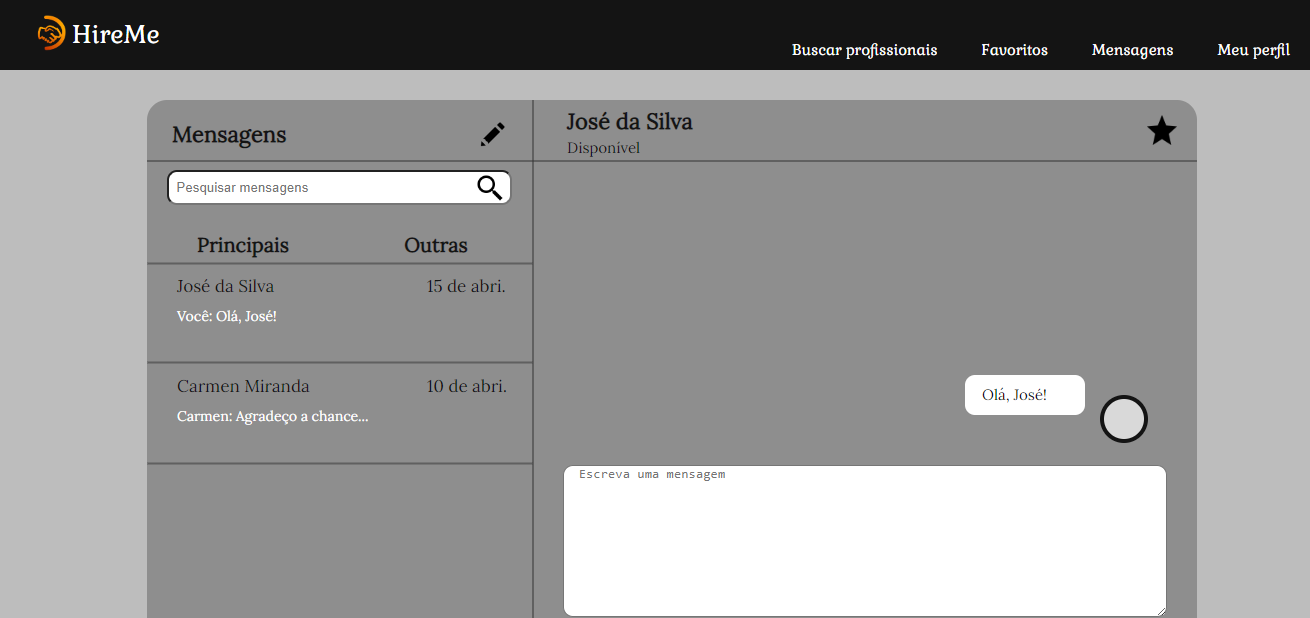 HireMe
Buscar profissionais
Favoritos
Mensagens
Meu perfil
Mensagens
Pesquisar mensagens
Principais
Outras
José da Silva
15 de abri.
Você: Olá, José!
Carmen Miranda
10 de abri.
Carmen: Agradeço a chance...
José da Silva
Disponível
Olá, José!
Escreva uma mensagem